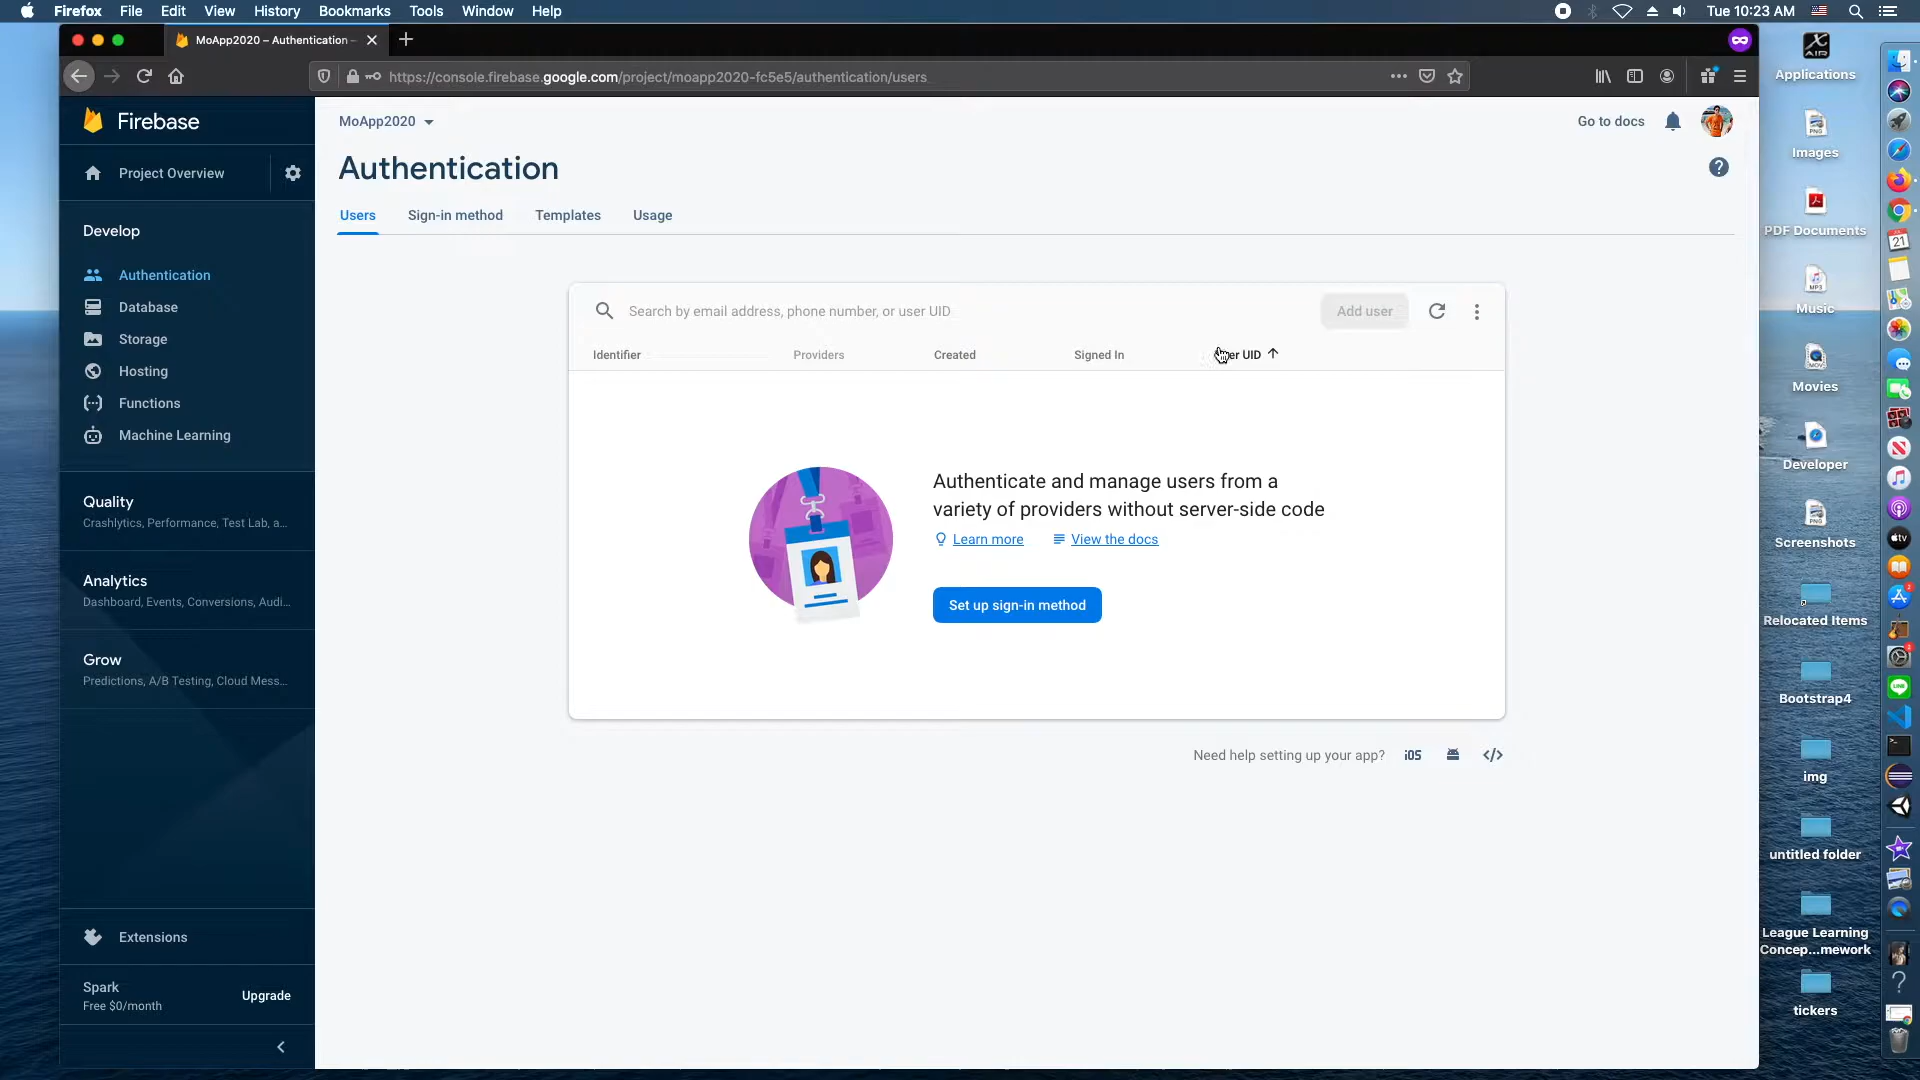 Firefox File Edit View History Bookmarks Tools Window Help Tue 10:23 AM
MoApp2020 – Authentication –
https://console.firebase.google.com/project/moapp2020-fc5e5/authentication/users
Firebase
Project Overview
Develop
Authentication
Database
Storage
Hosting
Functions
Machine Learning
Quality
Crashlytics, Performance, Test Lab, a...
Analytics
Dashboard, Events, Conversions, Audi...
Grow
Predictions, A/B Testing, Cloud Mess...
Extensions
Spark
Free $0/month
Upgrade
MoApp2020
Go to docs
Authentication
Users Sign-in method Templates Usage
Search by email address, phone number, or user UID
Add user
Identifier Providers Created Signed In er UID
Authenticate and manage users from a
variety of providers without server-side code
Learn more View the docs
Set up sign-in method
Need help setting up your app? iOS </>
Applications
Images
PDF Documents
Music
Movies
Developer
Screenshots
Relocated Items
Bootstrap4
img
untitled folder
League Learning
Concep...mework
tickers